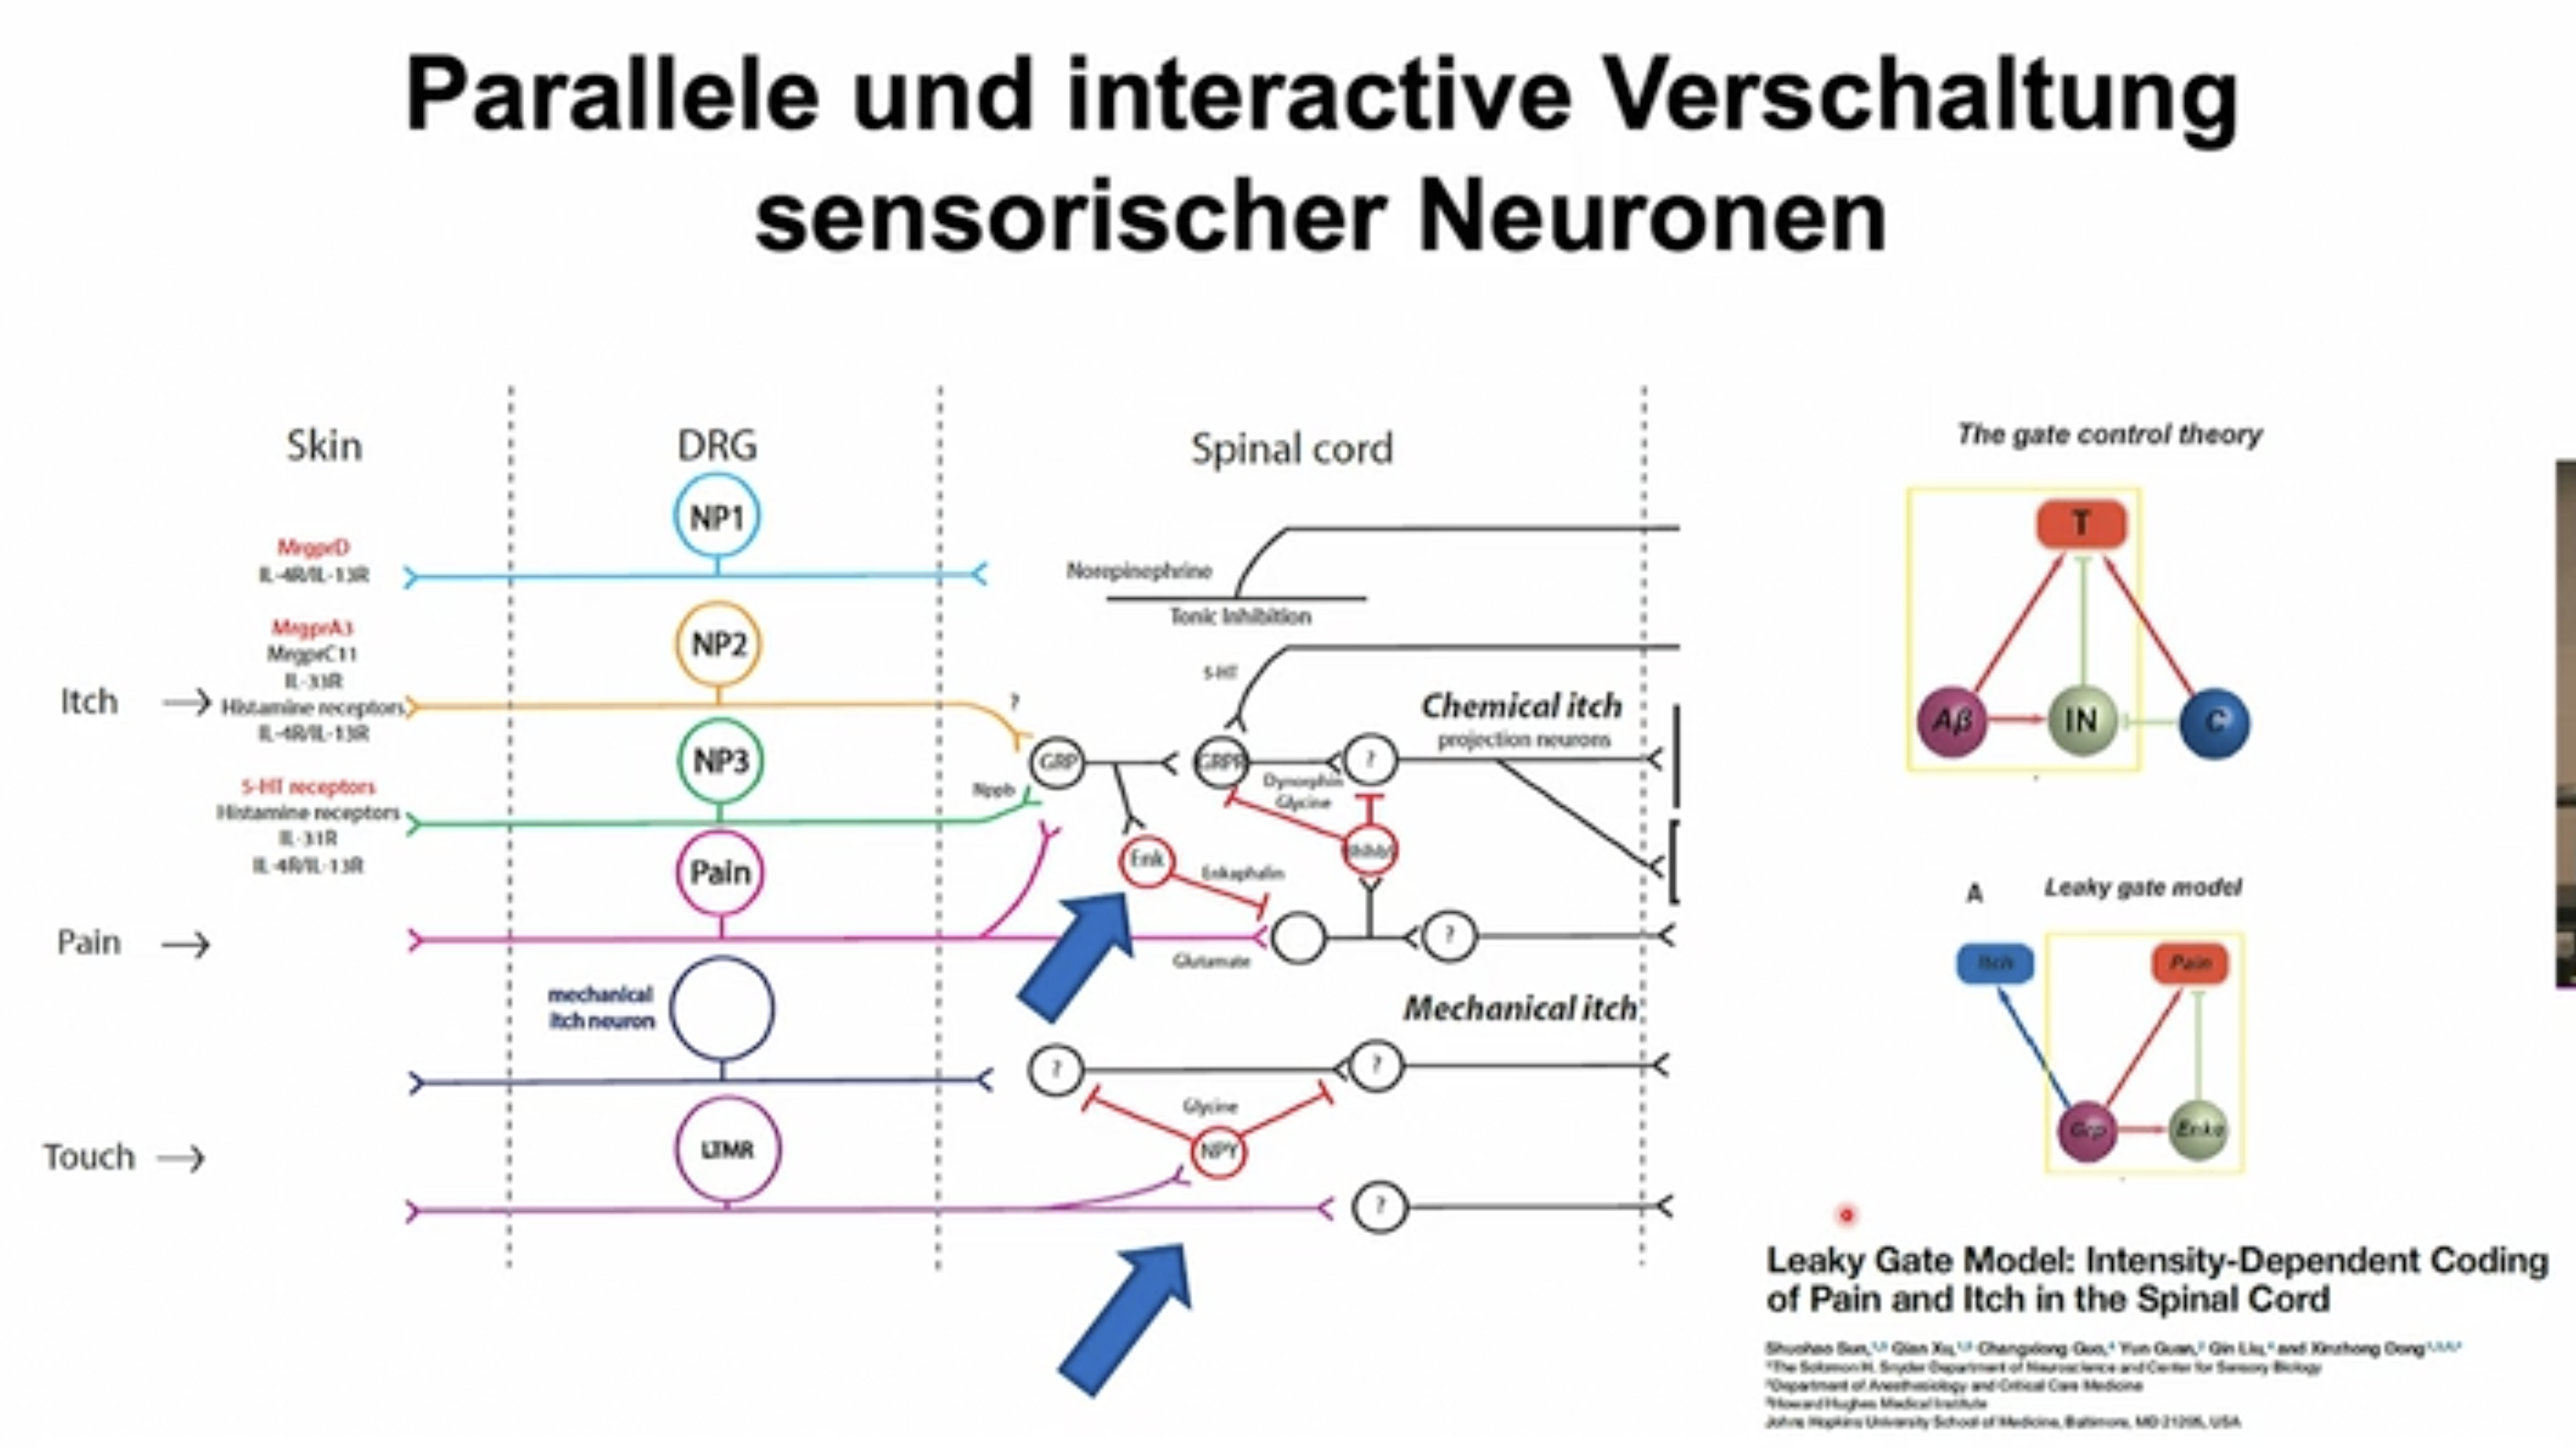 Parallele und interactive Verschaltung
sensorischer Neuronen
Skin
DRG
Spinal cord
NP1
MrgprD
IL-4R/IL-13R
Norepinephrine
Tonic Inhibition
NP2
MrgprA3
MrgprC11
IL-33R
Itch
Histamine receptors
IL-4R/IL-13R
?
5-HT
Chemical itch
projection neurons
NP3
GRP
GRPR
?
Nppb
Dynorphin
Glycine
5-HT receptors
Histamine receptors
IL-31R
IL-4R/IL-13R
Pain
Enk
Enkaphalin
Pain
Glutamate
?
mechanical
itch neuron
Mechanical itch
?
?
Glycine
Touch
LTMR
NPY
?
The gate control theory
T
Aβ
IN
C
A
Leaky gate model
Itch
Pain
Grp
Leaky Gate Model: Intensity-Dependent Coding
of Pain and Itch in the Spinal Cord
Shuohao Sun, Qian Xu, Changxiong Guo, Yun Guan, Qin Liu, and Xinzhong Dong
The Solomon H. Snyder Department of Neuroscience and Center for Sensory Biology
Department of Anesthesiology and Critical Care Medicine
Howard Hughes Medical Institute
Johns Hopkins University School of Medicine, Baltimore, MD 21205, USA